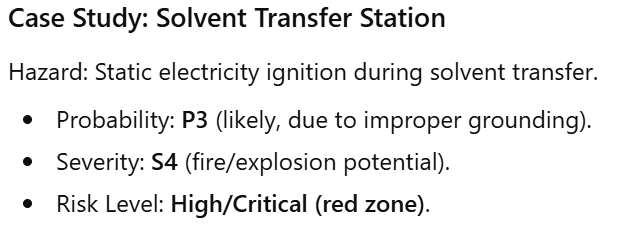 Case Study: Solvent Transfer Station
Hazard: Static electricity ignition during solvent transfer.
• Probability: P3 (likely, due to improper grounding).
• Severity: S4 (fire/explosion potential).
• Risk Level: High/Critical (red zone).